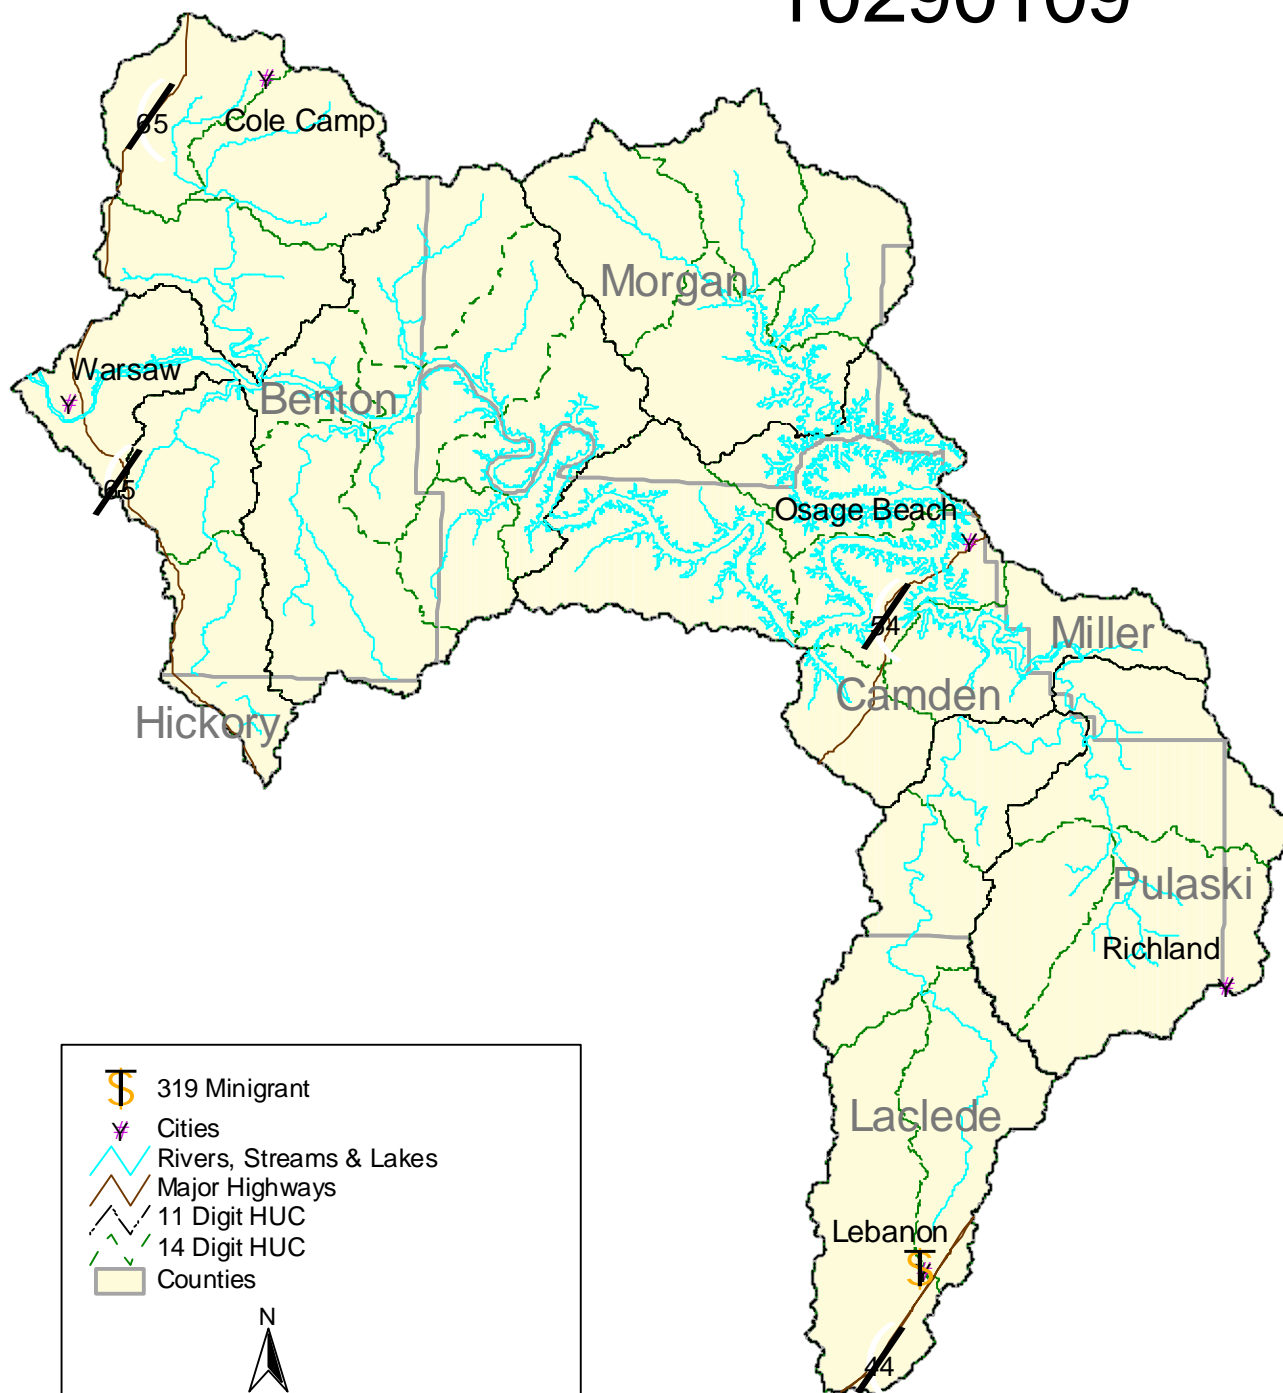 10290109
65
Cole Camp
Morgan
Warsaw
Benton
65
Osage Beach
54
Miller
Camden
Hickory
Pulaski
Richland
Laclede
Lebanon
44
319 Minigrant
Cities
Rivers, Streams & Lakes
Major Highways
11 Digit HUC
14 Digit HUC
Counties
N